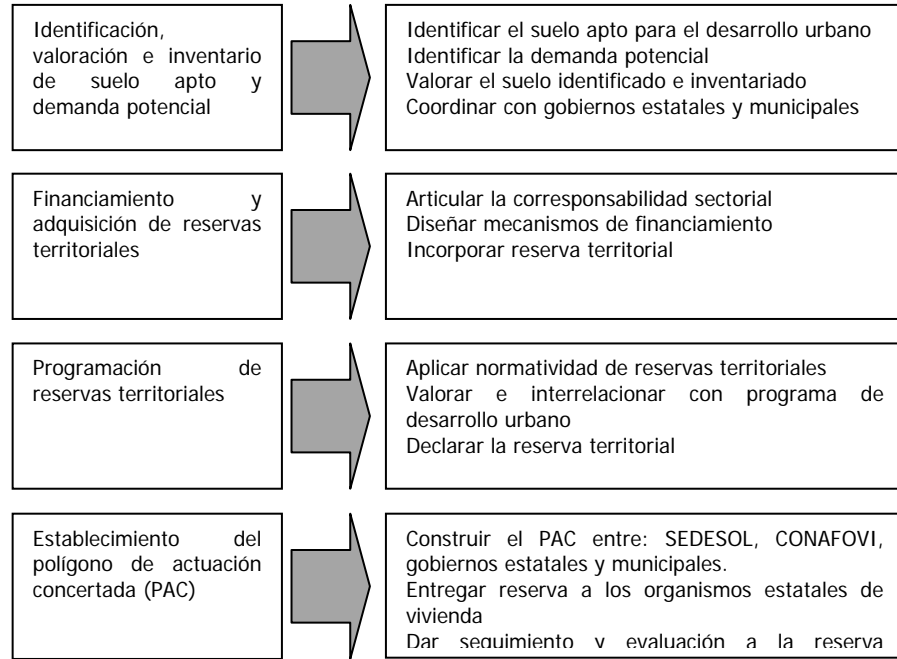 Identificación,
valoración e inventario
de suelo apto y
demanda potencial
Identificar el suelo apto para el desarrollo urbano
Identificar la demanda potencial
Valorar el suelo identificado e inventariado
Coordinar con gobiernos estatales y municipales
Financiamiento y
adquisición de reservas
territoriales
Articular la corresponsabilidad sectorial
Diseñar mecanismos de financiamiento
Incorporar reserva territorial
Programación de
reservas territoriales
Aplicar normatividad de reservas territoriales
Valorar e interrelacionar con programa de
desarrollo urbano
Declarar la reserva territorial
Establecimiento del
polígono de actuación
concertada (PAC)
Construir el PAC entre: SEDESOL, CONAFOVI,
gobiernos estatales y municipales.
Entregar reserva a los organismos estatales de
vivienda
Dar seguimiento y evaluación a la reserva